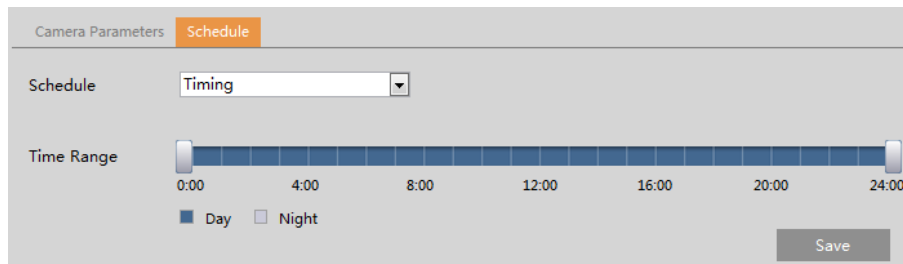 Camera Parameters Schedule
Schedule Timing
Time Range
0:00 4:00 8:00 12:00 16:00 20:00 24:00
Day Night
Save